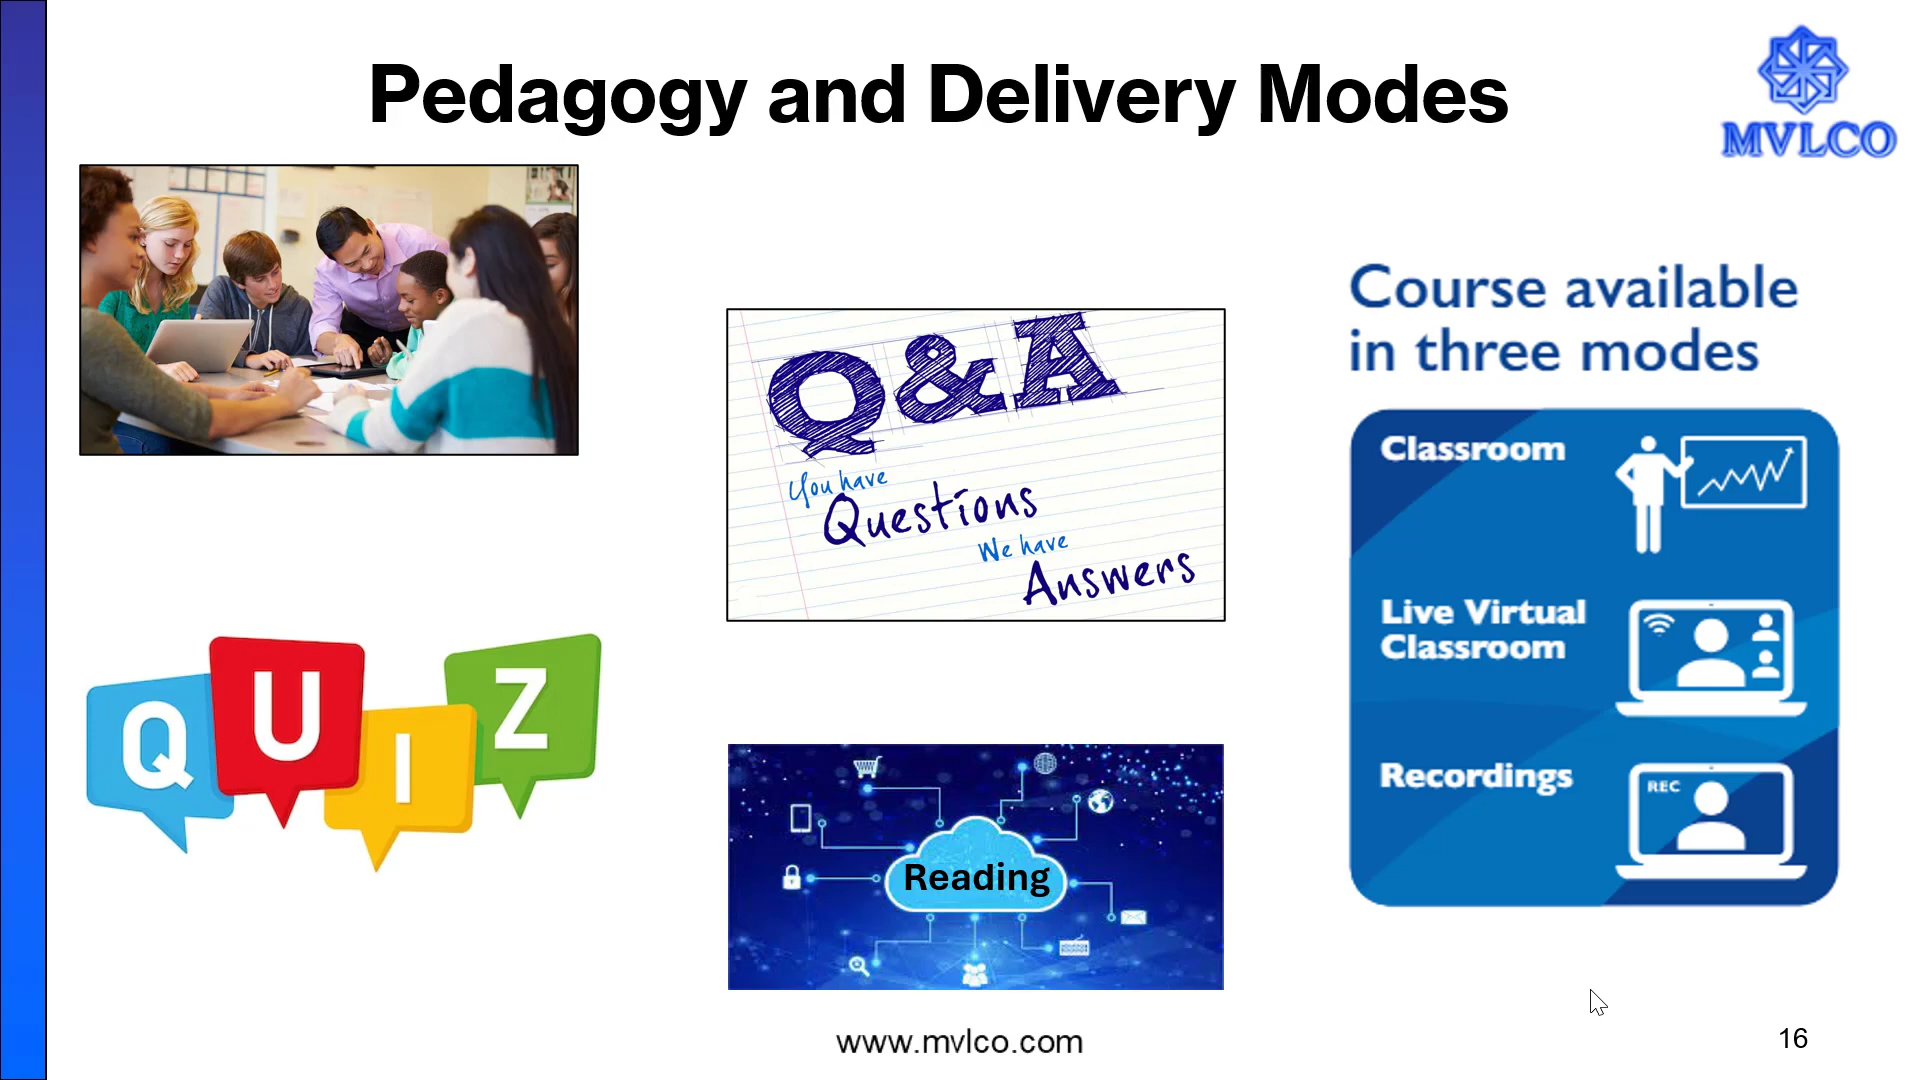 Pedagogy and Delivery Modes
MVLCO
Q&A
You have
Questions
We have
Answers
QUIZ
Reading
Course available
in three modes
Classroom
Live Virtual
Classroom
Recordings
REC
www.mvlco.com
16